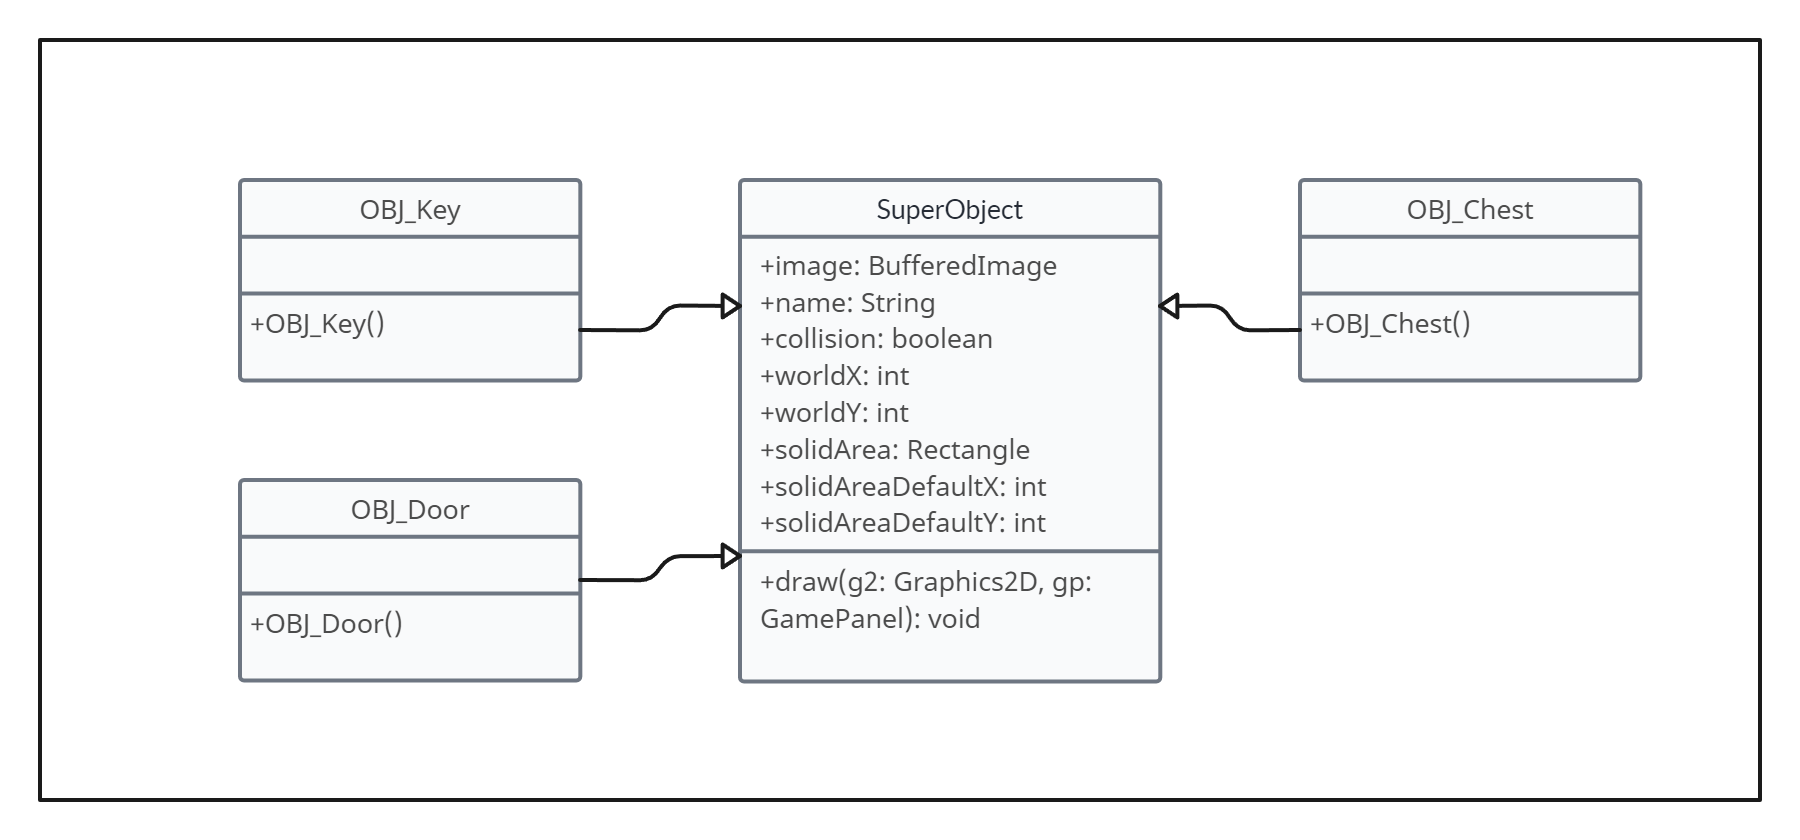 OBJ_Key
+OBJ_Key()
OBJ_Door
+OBJ_Door()
SuperObject
+image: BufferedImage
+name: String
+collision: boolean
+worldX: int
+worldY: int
+solidArea: Rectangle
+solidAreaDefaultX: int
+solidAreaDefaultY: int
+draw(g2: Graphics2D, gp:
GamePanel): void
OBJ_Chest
+OBJ_Chest()